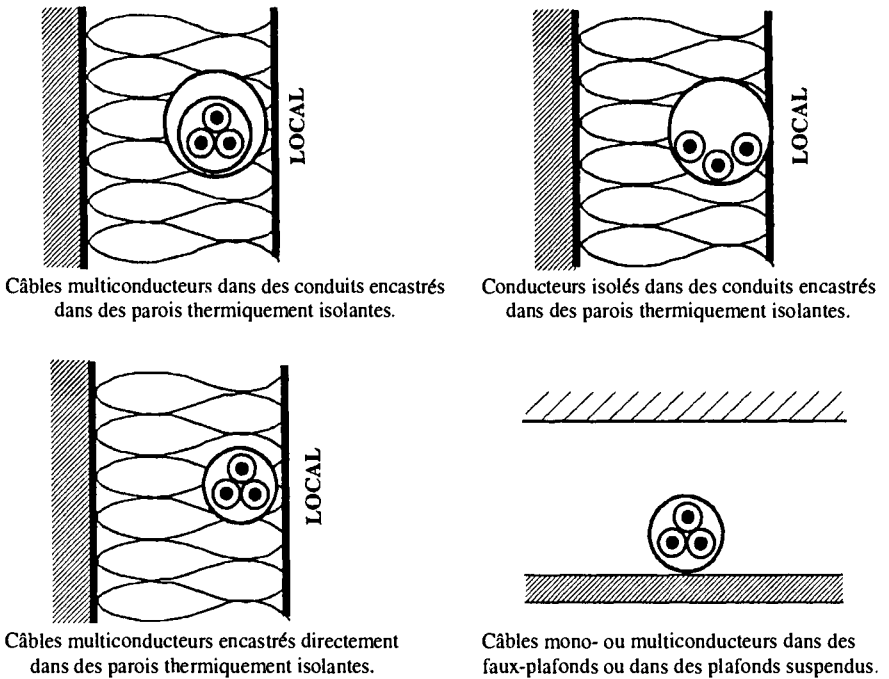 LOCAL
LOCAL
Câbles multiconducteurs dans des conduits encastrés
dans des parois thermiquement isolantes.
Conducteurs isolés dans des conduits encastrés
dans des parois thermiquement isolantes.
LOCAL
Câbles multiconducteurs encastrés directement
dans des parois thermiquement isolantes.
Câbles mono- ou multiconducteurs dans des
faux-plafonds ou dans des plafonds suspendus.